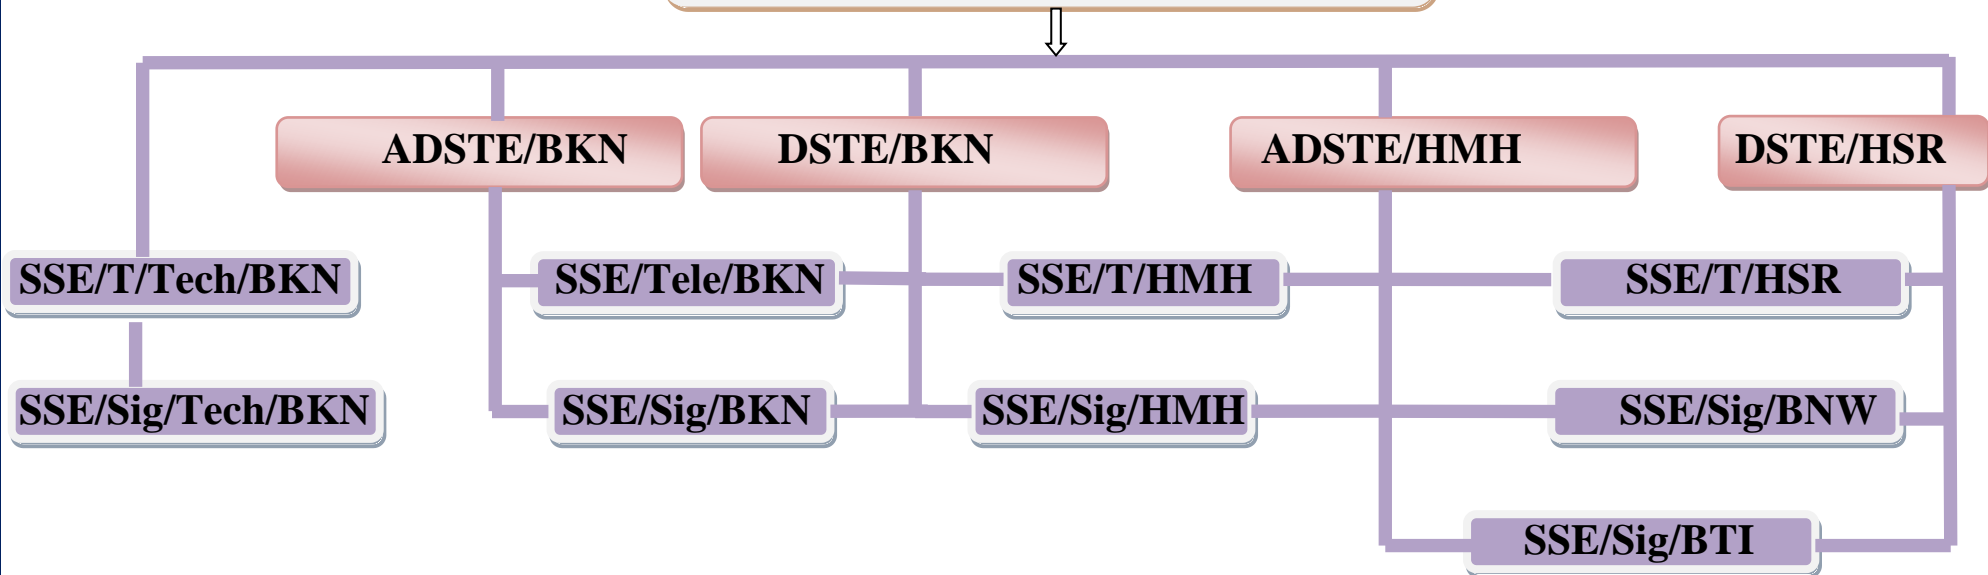 ADSTE/BKN
DSTE/BKN
ADSTE/HMH
DSTE/HSR
SSE/T/Tech/BKN
SSE/Tele/BKN
SSE/T/HMH
SSE/T/HSR
SSE/Sig/Tech/BKN
SSE/Sig/BKN
SSE/Sig/HMH
SSE/Sig/BNW
SSE/Sig/BTI